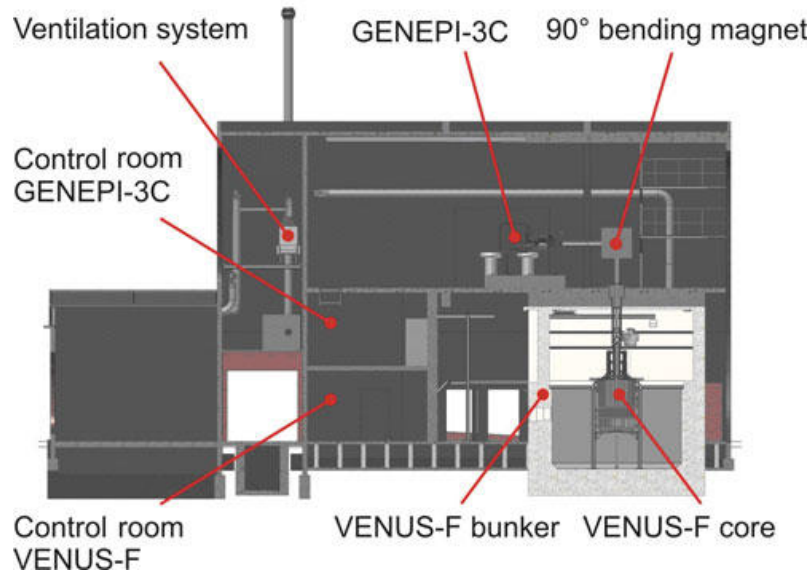 Ventilation system
GENEPI-3C
90° bending magnet
Control room
GENEPI-3C
Control room
VENUS-F
VENUS-F bunker
VENUS-F core